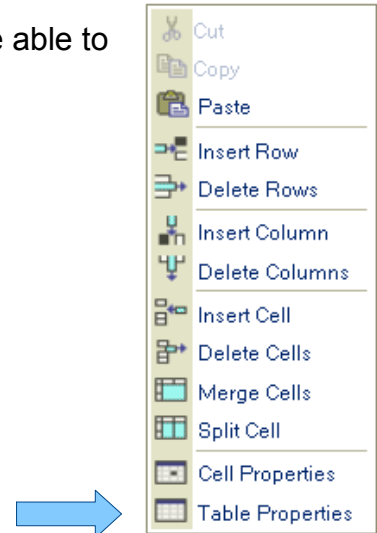 able to
Cut
Copy
Paste
Insert Row
Delete Rows
Insert Column
Delete Columns
Insert Cell
Delete Cells
Merge Cells
Split Cell
Cell Properties
Table Properties